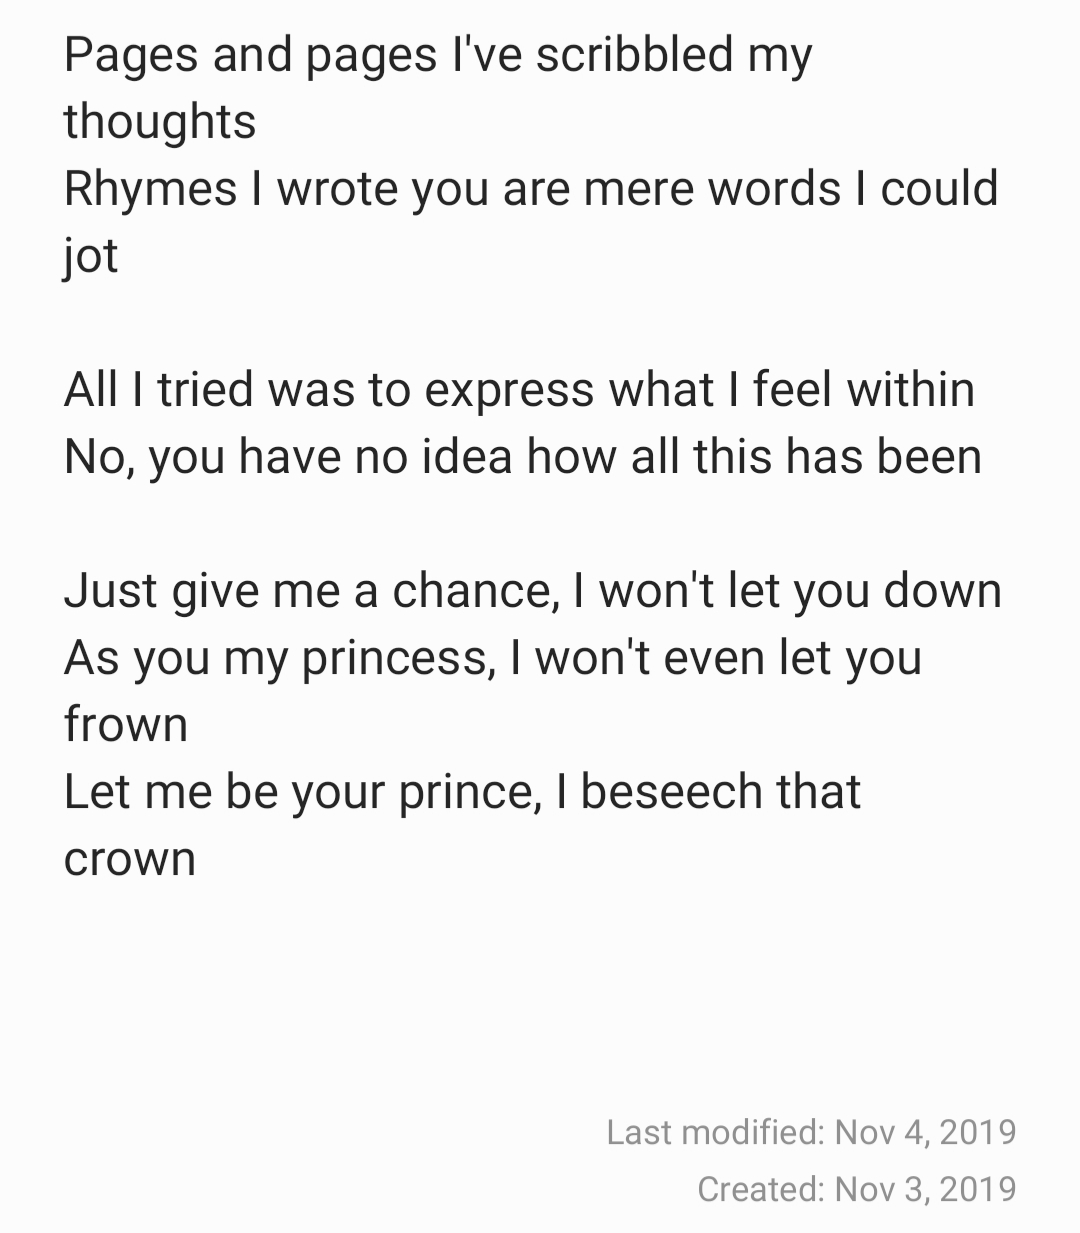 Pages and pages I've scribbled my
thoughts
Rhymes I wrote you are mere words I could
jot
All I tried was to express what I feel within
No, you have no idea how all this has been
Just give me a chance, I won't let you down
As you my princess, I won't even let you
frown
Let me be your prince, I beseech that
crown
Last modified: Nov 4, 2019
Created: Nov 3, 2019